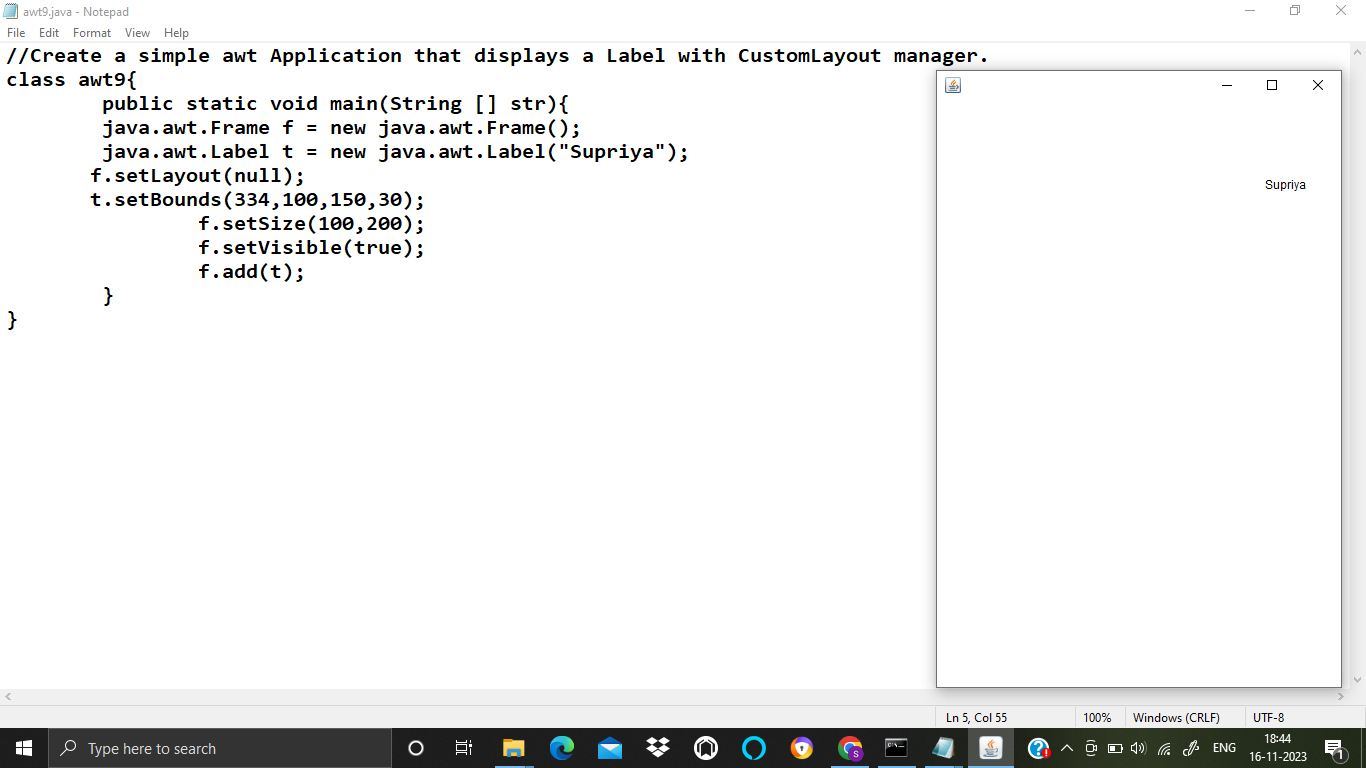 awt9.java - Notepad
File Edit Format View Help
//Create a simple awt Application that displays a Label with CustomLayout manager.
class awt9{
public static void main(String [] str){
java.awt.Frame f = new java.awt.Frame();
java.awt.Label t = new java.awt.Label("Supriya");
f.setLayout(null);
t.setBounds(334,100,150,30);
f.setSize(100,200);
f.setVisible(true);
f.add(t);
}
}
Supriya
Ln 5, Col 55 100% Windows (CRLF) UTF-8
Type here to search
S
ENG
18:44
16-11-2023
1